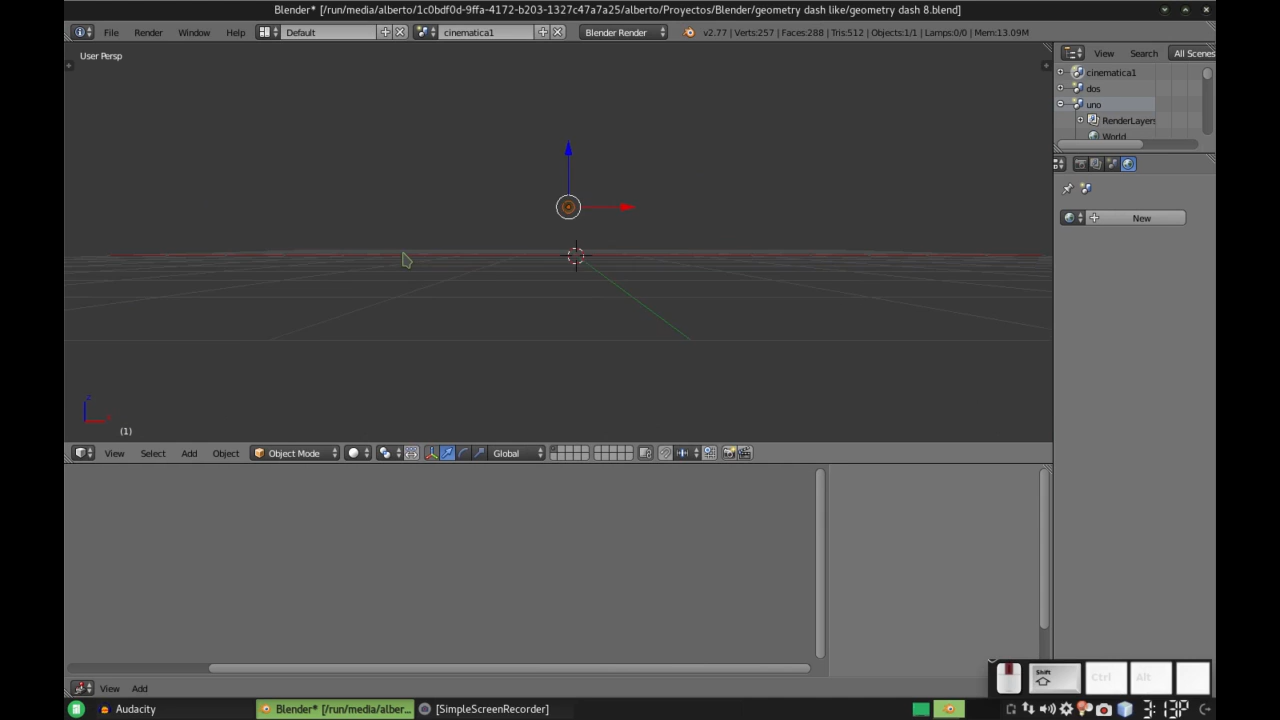 Blender* [/run/media/alberto/1c0bdf0d-9ffa-4172-b203-1327c47a7a25/alberto/Proyectos/Blender/geometry dash like/geometry dash 8.blend]
File Render Window Help Default cinematica1 Blender Render v2.77 | Verts:257 | Faces:288 | Tris:512 | Objects:1/1 | Lamps:0/0 | Mem:13.09M
User Persp
View Search All Scenes
cinematica1
dos
uno
RenderLayers
World
New
(1)
View Select Add Object Object Mode Global
View Add
Shift Ctrl Alt
Audacity Blender* [/run/media/alber... [SimpleScreenRecorder] 3:13P